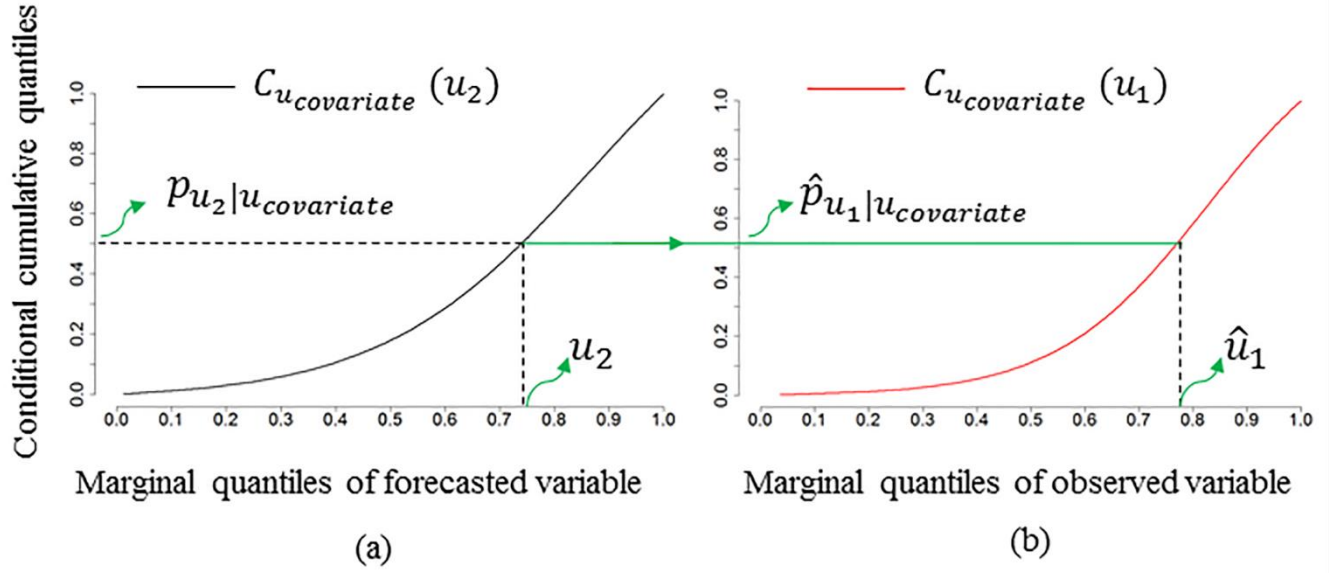 Conditional cumulative quantiles
C_{u_{covariate}} (u_2)
1.0
0.8
0.6
0.4
0.2
0.0
p_{u_2|u_{covariate}}
u_2
0.0 0.1 0.2 0.3 0.4 0.5 0.6 0.7 0.8 0.9 1.0
Marginal quantiles of forecasted variable
(a)
C_{u_{covariate}} (u_1)
1.0
0.8
0.6
0.4
0.2
0.0
p̂_{u_1|u_{covariate}}
û_1
0.0 0.1 0.2 0.3 0.4 0.5 0.6 0.7 0.8 0.9 1.0
Marginal quantiles of observed variable
(b)